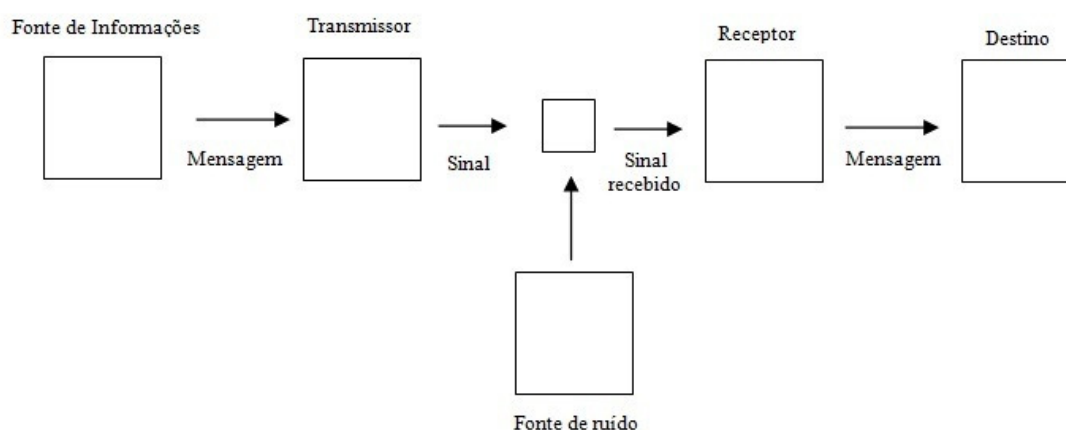 Fonte de Informações
Transmissor
Receptor
Destino
Mensagem
Sinal
Sinal
recebido
Mensagem
Fonte de ruído